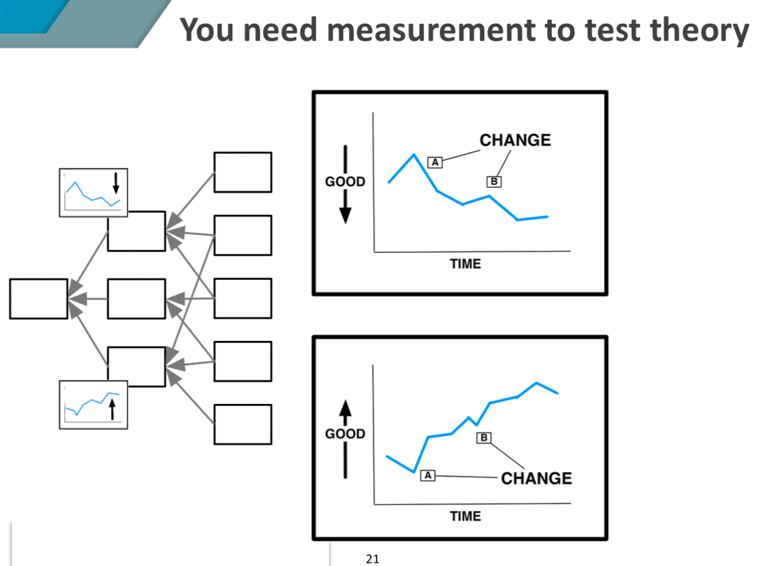 You need measurement to test theory
CHANGE
A
B
GOOD
TIME
GOOD
B
A
CHANGE
TIME
21